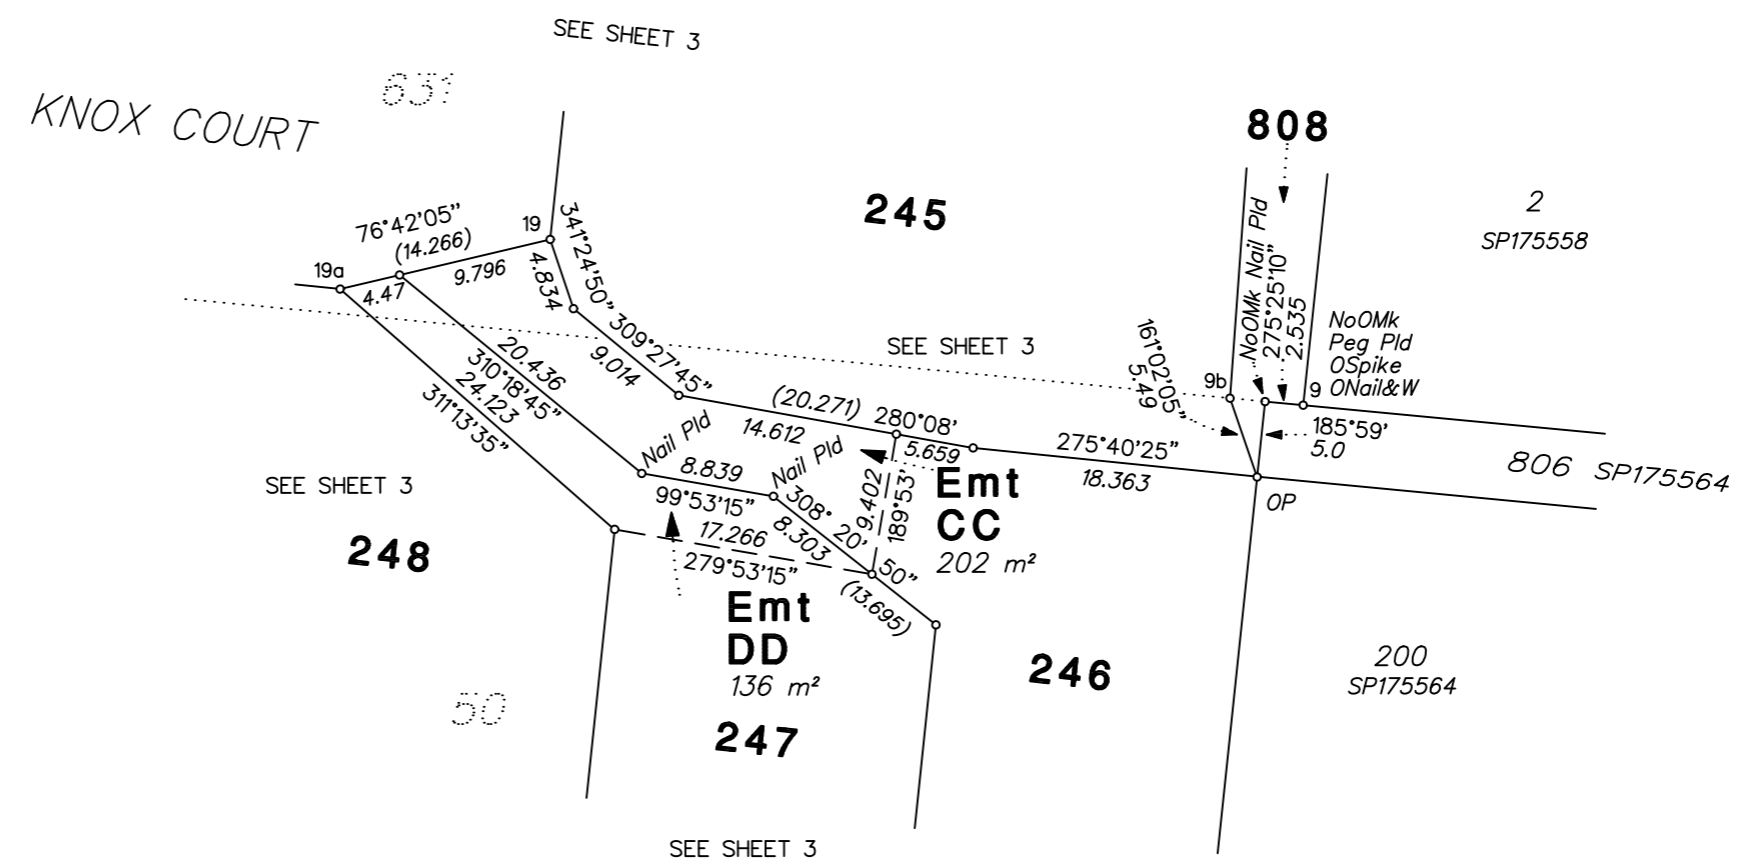 SEE SHEET 3
631
KNOX COURT
808
245
2
SP175558
76°42'05"
(14.266)
19
341°24'50"
4.834
9.796
19a
4.47
NoOMk Nail Pld
275°25'10"
2.535
NoOMk
Peg Pld
OSpike
ONail&W
9
9b
161°02'05"
5.49
SEE SHEET 3
309°27'45"
9.014
20.436
310°18'45"
24.123
311°13'35"
(20.271)
14.612
280°08'
5.659
275°40'25"
18.363
185°59'
5.0
806 SP175564
OP
Nail Pld
8.839
99°53'15"
Nail Pld
308° 20' 50"
8.303
(13.695)
9.402
189°53'
Emt
CC
202 m²
SEE SHEET 3
248
17.266
279°53'15"
Emt
DD
136 m²
246
200
SP175564
50
247
SEE SHEET 3